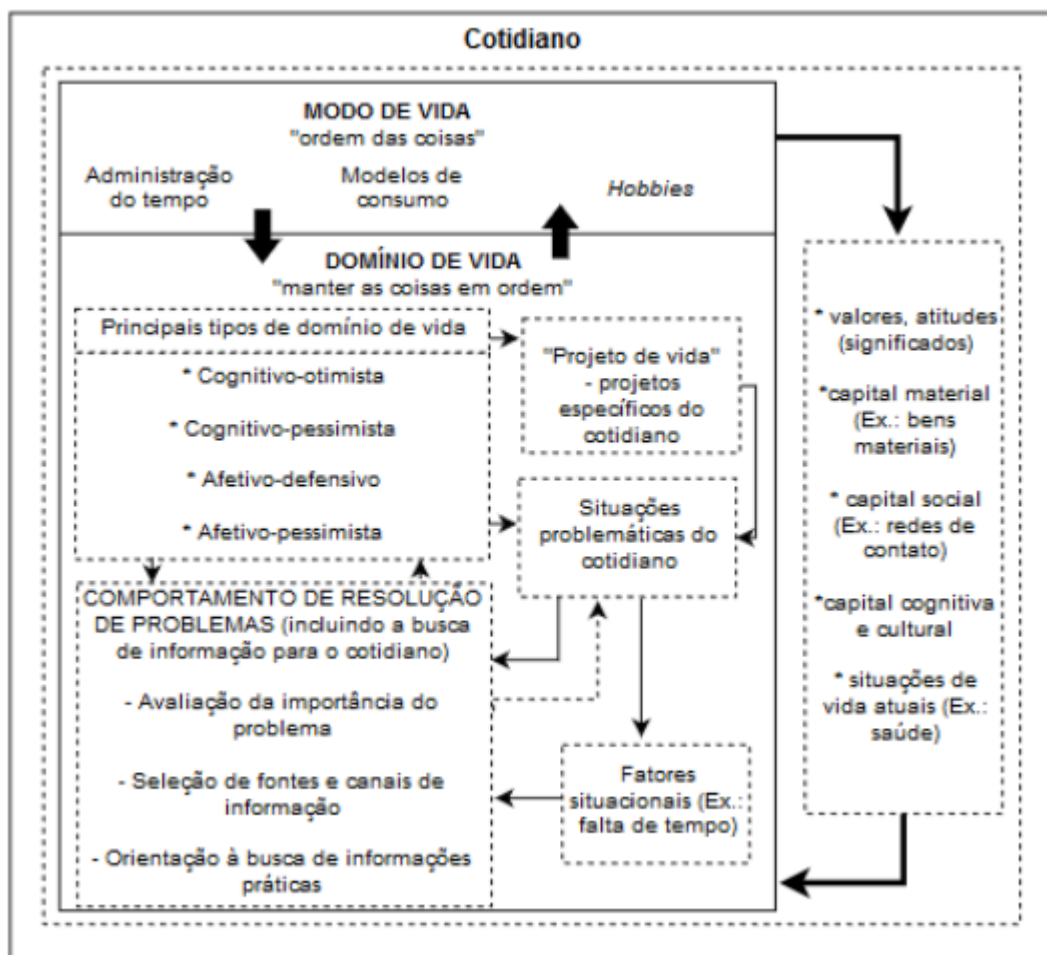 Cotidiano
MODO DE VIDA
"ordem das coisas"
Administração
do tempo
Modelos de
consumo
Hobbies
DOMÍNIO DE VIDA
"manter as coisas em ordem"
Principais tipos de domínio de vida
* Cognitivo-otimista
* Cognitivo-pessimista
* Afetivo-defensivo
* Afetivo-pessimista
"Projeto de vida"
- projetos
específicos do
cotidiano
Situações
problemáticas do
cotidiano
COMPORTAMENTO DE RESOLUÇÃO
DE PROBLEMAS (incluindo a busca
de informação para o cotidiano)
- Avaliação da importância do
problema
- Seleção de fontes e canais de
informação
- Orientação à busca de informações
práticas
Fatores
situacionais (Ex.:
falta de tempo)
* valores, atitudes
(significados)
*capital material
(Ex.: bens
materiais)
* capital social
(Ex.: redes de
contato)
*capital cognitiva
e cultural
* situações de
vida atuais (Ex.:
saúde)